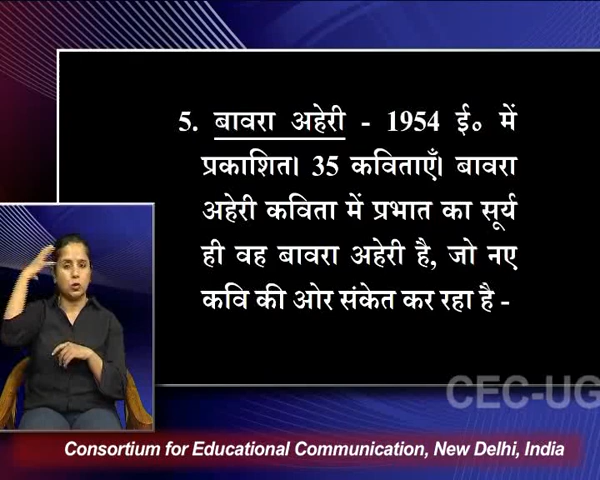 5. बावरा अहेरी - 1954 ई० में
प्रकाशित। 35 कविताएँ। बावरा
अहेरी कविता में प्रभात का सूर्य
ही वह बावरा अहेरी है, जो नए
कवि की ओर संकेत कर रहा है -
CEC-UG
Consortium for Educational Communication, New Delhi, India